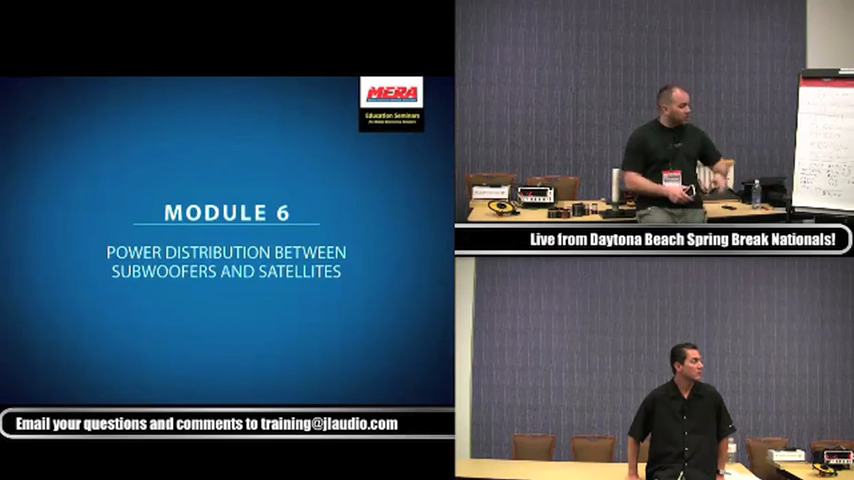 MERA
Education Seminars
MODULE 6
POWER DISTRIBUTION BETWEEN
SUBWOOFERS AND SATELLITES
Email your questions and comments to training@jlaudio.com
Live from Daytona Beach Spring Break Nationals!